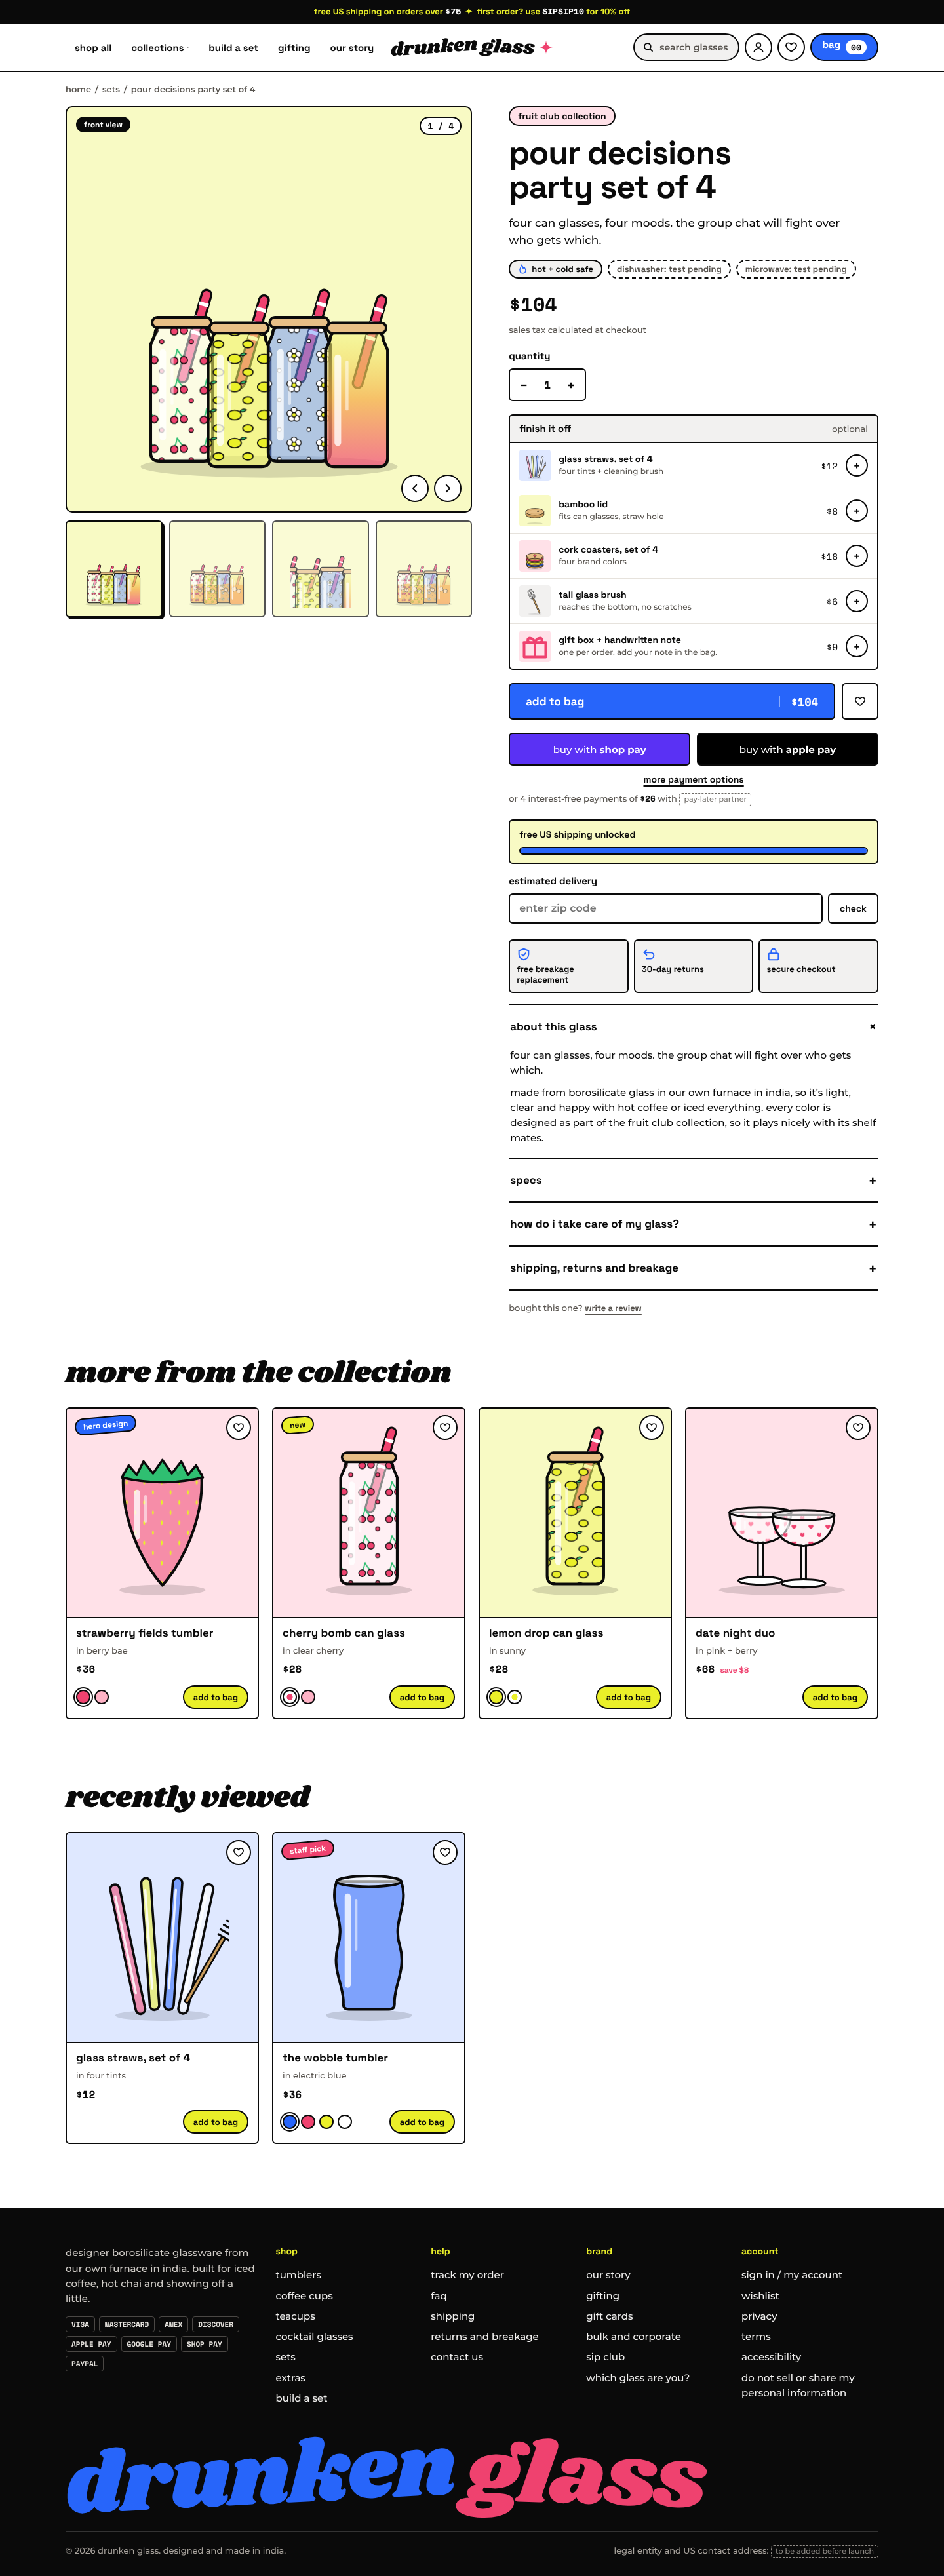 free US shipping on orders over $75 ✦ first order? use SIPSIP10 for 10% off
shop all
collections
build a set
gifting
our story
drunken glass ✦
search glasses
bag 00
home / sets / pour decisions party set of 4
front view
1 / 4
fruit club collection
pour decisions
party set of 4
four can glasses, four moods. the group chat will fight over
who gets which.
hot + cold safe
dishwasher: test pending
microwave: test pending
$104
sales tax calculated at checkout
quantity
− 1 +
finish it off
optional
glass straws, set of 4
four tints + cleaning brush
$12 +
bamboo lid
fits can glasses, straw hole
$8 +
cork coasters, set of 4
four brand colors
$18 +
tall glass brush
reaches the bottom, no scratches
$6 +
gift box + handwritten note
one per order. add your note in the bag.
$9 +
add to bag | $104
buy with shop pay
buy with apple pay
more payment options
or 4 interest-free payments of $26 with pay-later partner
free US shipping unlocked
estimated delivery
enter zip code
check
free breakage
replacement
30-day returns
secure checkout
about this glass ×
four can glasses, four moods. the group chat will fight over who gets
which.
made from borosilicate glass in our own furnace in india, so it’s light,
clear and happy with hot coffee or iced everything. every color is
designed as part of the fruit club collection, so it plays nicely with its shelf
mates.
specs +
how do i take care of my glass? +
shipping, returns and breakage +
bought this one? write a review
more from the collection
hero design
strawberry fields tumbler
in berry bae
$36
add to bag
new
cherry bomb can glass
in clear cherry
$28
add to bag
lemon drop can glass
in sunny
$28
add to bag
date night duo
in pink + berry
$68 save $8
add to bag
recently viewed
glass straws, set of 4
in four tints
$12
add to bag
staff pick
the wobble tumbler
in electric blue
$36
add to bag
designer borosilicate glassware from
our own furnace in india. built for iced
coffee, hot chai and showing off a
little.
VISA MASTERCARD AMEX DISCOVER
APPLE PAY GOOGLE PAY SHOP PAY
PAYPAL
shop
tumblers
coffee cups
teacups
cocktail glasses
sets
extras
build a set
help
track my order
faq
shipping
returns and breakage
contact us
brand
our story
gifting
gift cards
bulk and corporate
sip club
which glass are you?
account
sign in / my account
wishlist
privacy
terms
accessibility
do not sell or share my
personal information
drunken glass
© 2026 drunken glass. designed and made in india.
legal entity and US contact address: to be added before launch